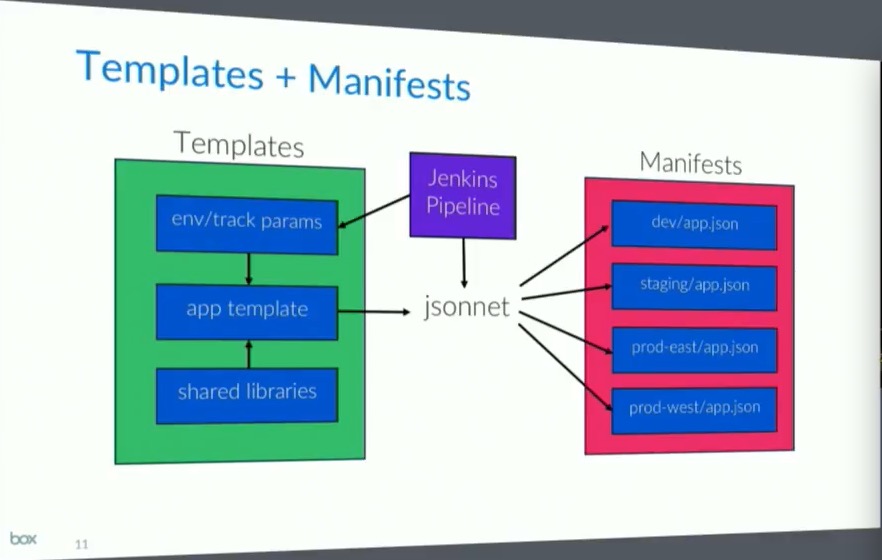 Templates + Manifests
Templates
env/track params
app template
shared libraries
Jenkins
Pipeline
jsonnet
Manifests
dev/app.json
staging/app.json
prod-east/app.json
prod-west/app.json
box
11